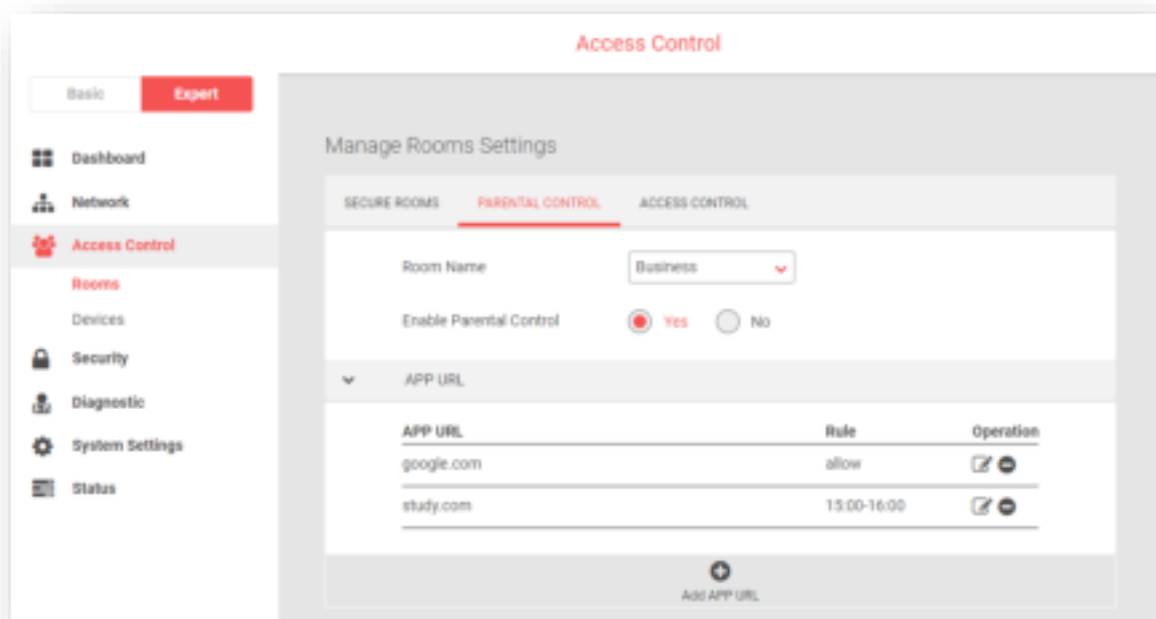 Access Control
Basic Expert
Dashboard
Network
Access Control
Rooms
Devices
Security
Diagnostic
System Settings
Status
Manage Rooms Settings
SECURE ROOMS PARENTAL CONTROL ACCESS CONTROL
Room Name Business
Enable Parental Control Yes No
APP URL
APP URL Rule Operation
google.com allow
study.com 15:00-16:00
Add APP URL